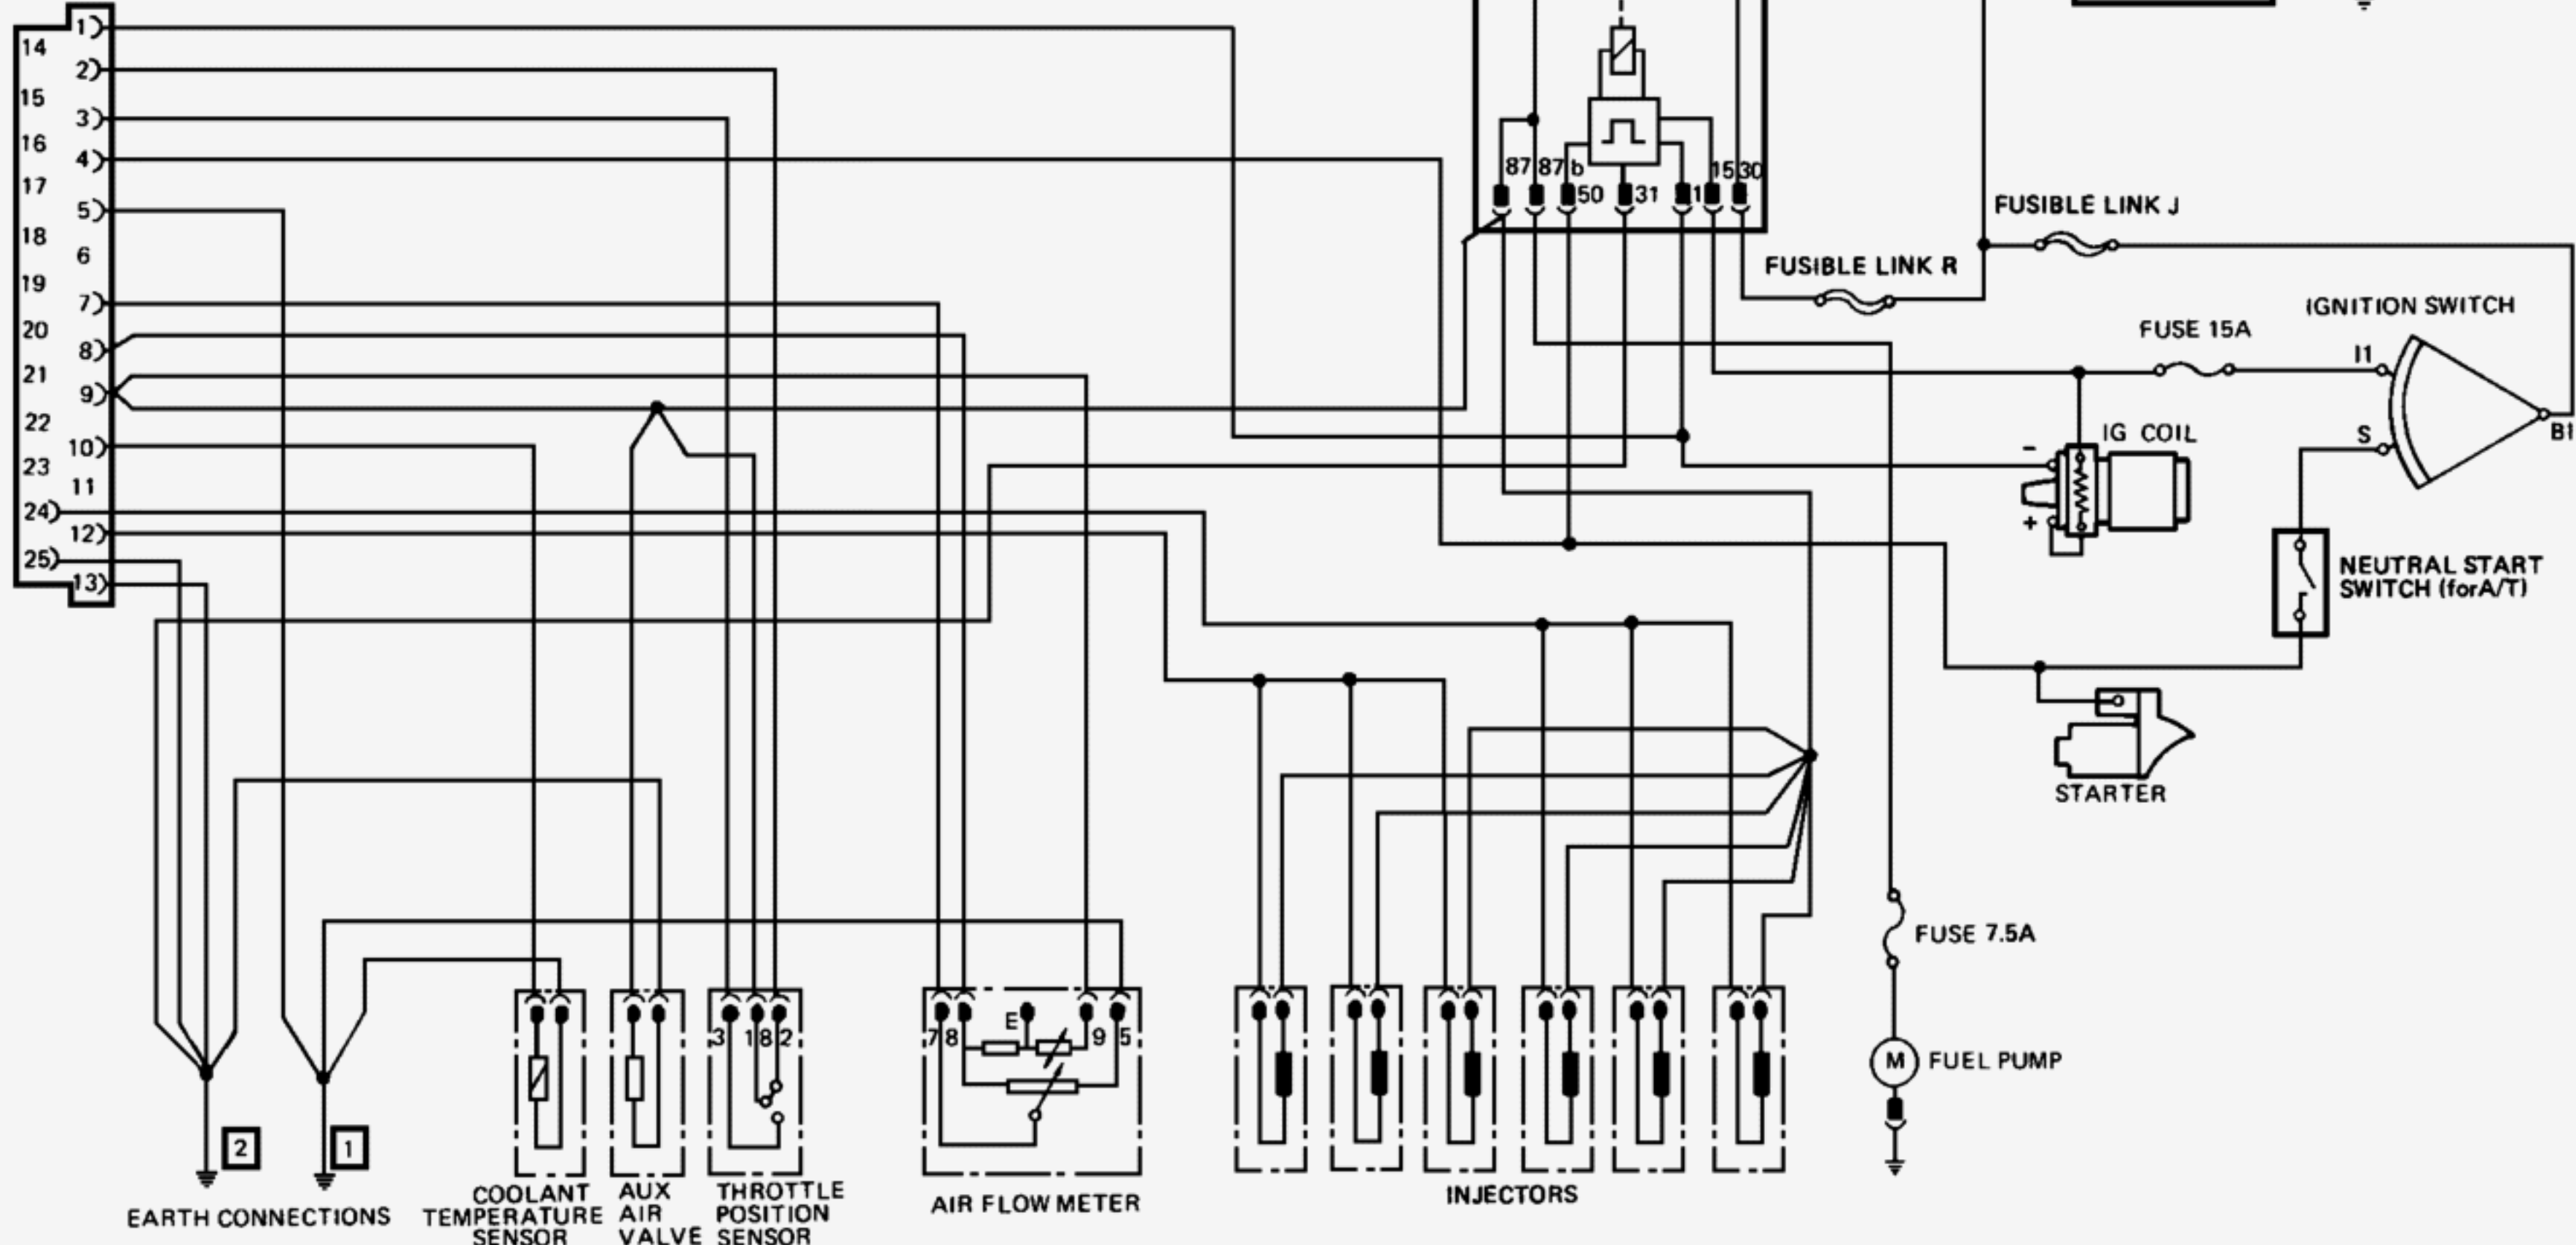 1
14
2
15
3
16
4
17
5
18
6
19
7
20
8
21
9
22
10
23
11
24
12
25
13
87 87 b
50
31
1
15 30
FUSIBLE LINK J
FUSIBLE LINK R
IGNITION SWITCH
FUSE 15A
I1
S
B1
IG COIL
-
+
NEUTRAL START
SWITCH (for A/T)
STARTER
FUSE 7.5A
M
FUEL PUMP
3 18 2
7 8
E
9 5
2
1
EARTH CONNECTIONS
COOLANT
TEMPERATURE
SENSOR
AUX
AIR
VALVE
THROTTLE
POSITION
SENSOR
AIR FLOW METER
INJECTORS